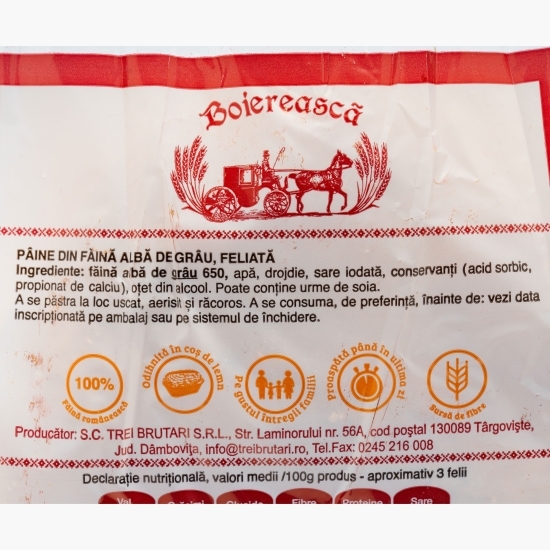 Boierească
PÂINE DIN FĂINĂ ALBĂ DE GRÂU, FELIATĂ
Ingrediente: făină albă de grâu 650, apă, drojdie, sare iodată, conservanți (acid sorbic,
propionat de calciu), oțet din alcool. Poate conține urme de soia.
A se păstra la loc uscat, aerisit și răcoros. A se consuma, de preferință, înainte de: vezi data
inscripționată pe ambalaj sau pe sistemul de închidere.
100%
Făină românească
Odihnită în coș de lemn
Pe gustul întregii familii
Proaspătă până în ultima zi
Sursă de fibre
Producător: S.C. TREI BRUTARI S.R.L., Str. Laminorului nr. 56A, cod poștal 130089 Târgoviște,
Jud. Dâmbovița, info@treibrutari.ro, Tel.Fax: 0245 216 008
Declarație nutrițională, valori medii /100g produs - aproximativ 3 felii
Val. Grăsimi Glucide Fibre Proteine Sare